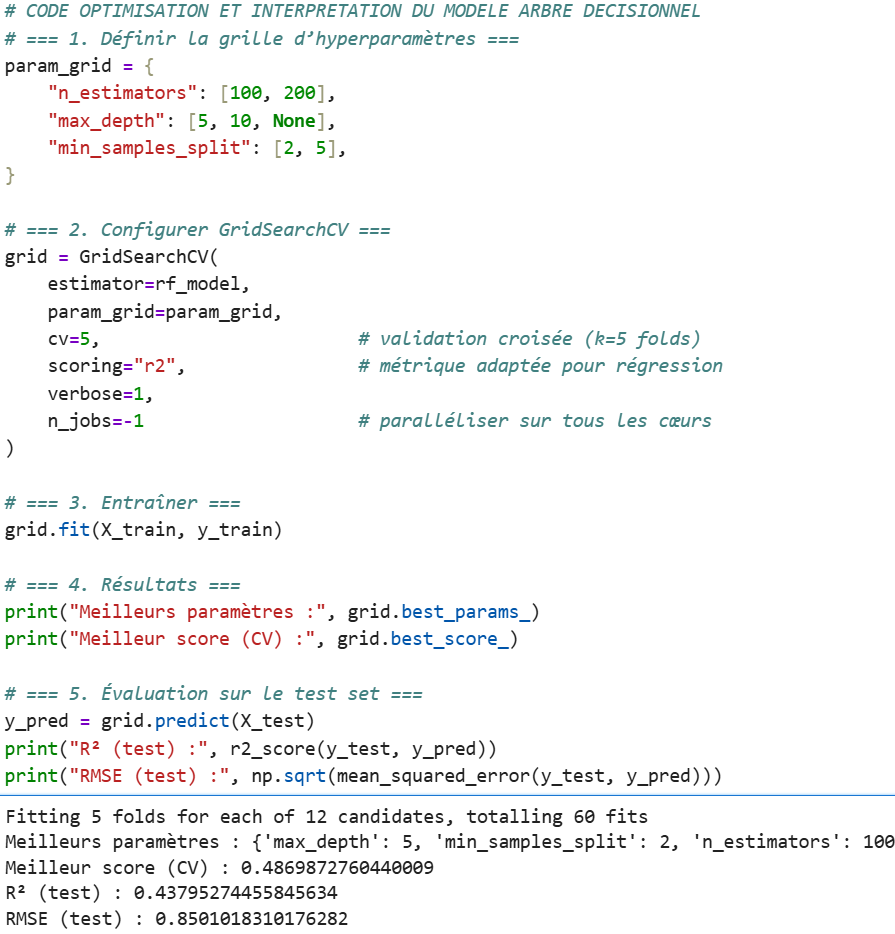 # CODE OPTIMISATION ET INTERPRETATION DU MODELE ARBRE DECISIONNEL
# === 1. Définir la grille d’hyperparamètres ===
param_grid = {
    "n_estimators": [100, 200],
    "max_depth": [5, 10, None],
    "min_samples_split": [2, 5],
}

# === 2. Configurer GridSearchCV ===
grid = GridSearchCV(
    estimator=rf_model,
    param_grid=param_grid,
    cv=5,                        # validation croisée (k=5 folds)
    scoring="r2",                # métrique adaptée pour régression
    verbose=1,
    n_jobs=-1                    # paralléliser sur tous les cœurs
)

# === 3. Entraîner ===
grid.fit(X_train, y_train)

# === 4. Résultats ===
print("Meilleurs paramètres :", grid.best_params_)
print("Meilleur score (CV) :", grid.best_score_)

# === 5. Évaluation sur le test set ===
y_pred = grid.predict(X_test)
print("R² (test) :", r2_score(y_test, y_pred))
print("RMSE (test) :", np.sqrt(mean_squared_error(y_test, y_pred)))
Fitting 5 folds for each of 12 candidates, totalling 60 fits
Meilleurs paramètres : {'max_depth': 5, 'min_samples_split': 2, 'n_estimators': 100
Meilleur score (CV) : 0.4869872760440009
R² (test) : 0.43795274455845634
RMSE (test) : 0.8501018310176282